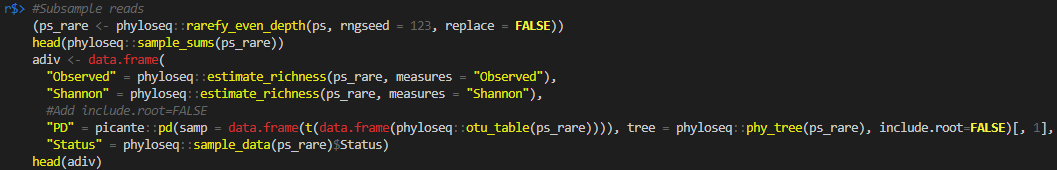 r$> #Subsample reads
(ps_rare <- phyloseq::rarefy_even_depth(ps, rngseed = 123, replace = FALSE))
head(phyloseq::sample_sums(ps_rare))
adiv <- data.frame(
"Observed" = phyloseq::estimate_richness(ps_rare, measures = "Observed"),
"Shannon" = phyloseq::estimate_richness(ps_rare, measures = "Shannon"),
#Add include.root=FALSE
"PD" = picante::pd(samp = data.frame(t(data.frame(phyloseq::otu_table(ps_rare)))), tree = phyloseq::phy_tree(ps_rare), include.root=FALSE)[, 1],
"Status" = phyloseq::sample_data(ps_rare)$Status)
head(adiv)